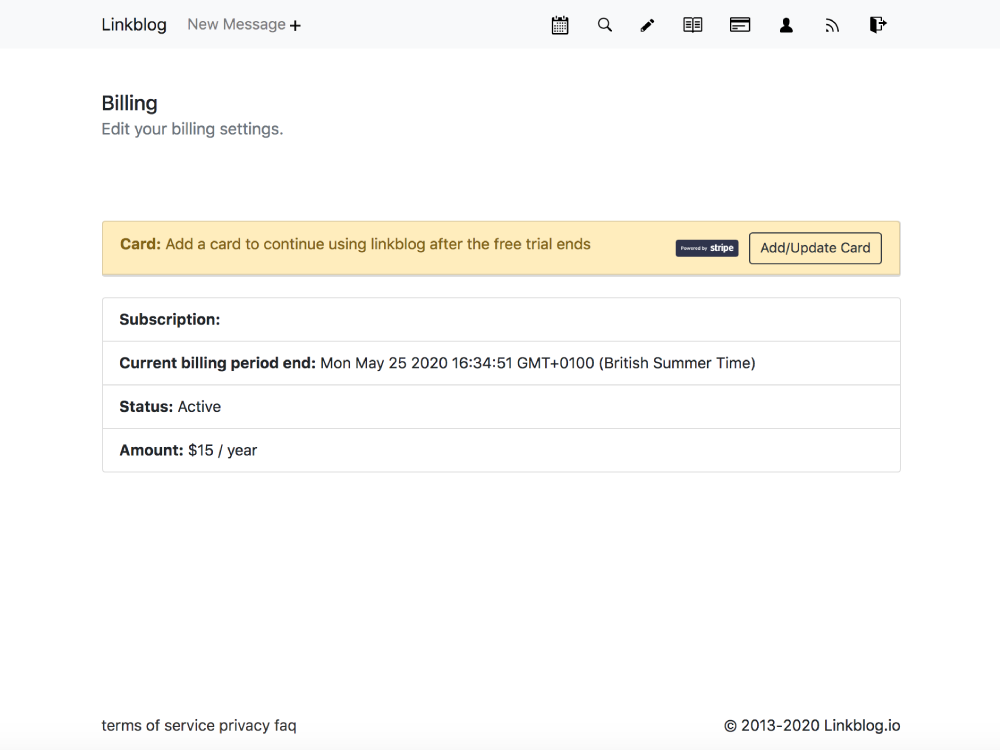 Linkblog New Message +
Billing
Edit your billing settings.
Card: Add a card to continue using linkblog after the free trial ends
Powered by stripe
Add/Update Card
Subscription:
Current billing period end: Mon May 25 2020 16:34:51 GMT+0100 (British Summer Time)
Status: Active
Amount: $15 / year
terms of service privacy faq
© 2013-2020 Linkblog.io